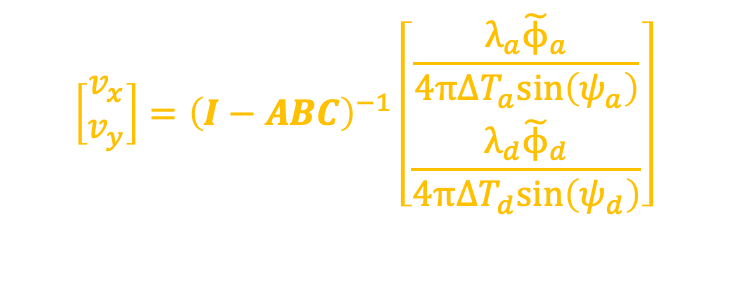 [v_x; v_y] = (I − ABC)^{−1} [λ_a ϕ̃_a / 4πΔT_a sin(ψ_a); λ_d ϕ̃_d / 4πΔT_d sin(ψ_d)]